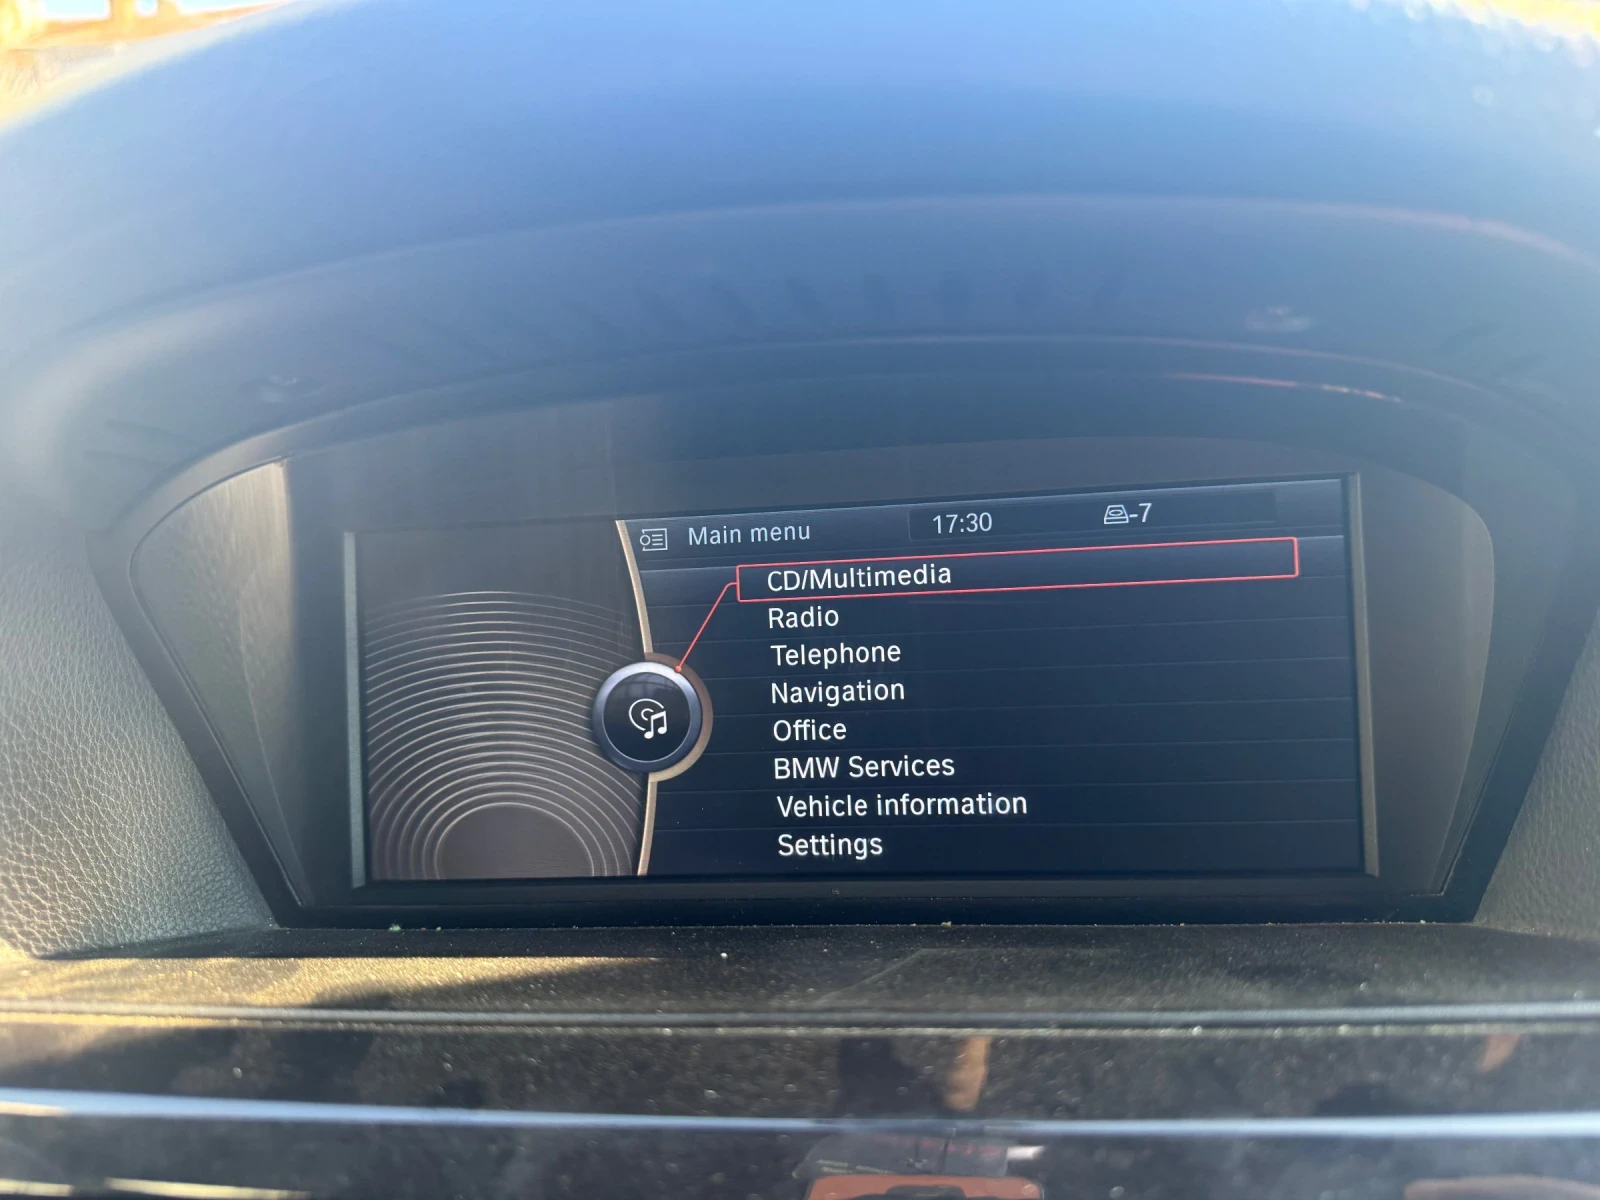 Main menu 17:30 -7
CD/Multimedia
Radio
Telephone
Navigation
Office
BMW Services
Vehicle information
Settings